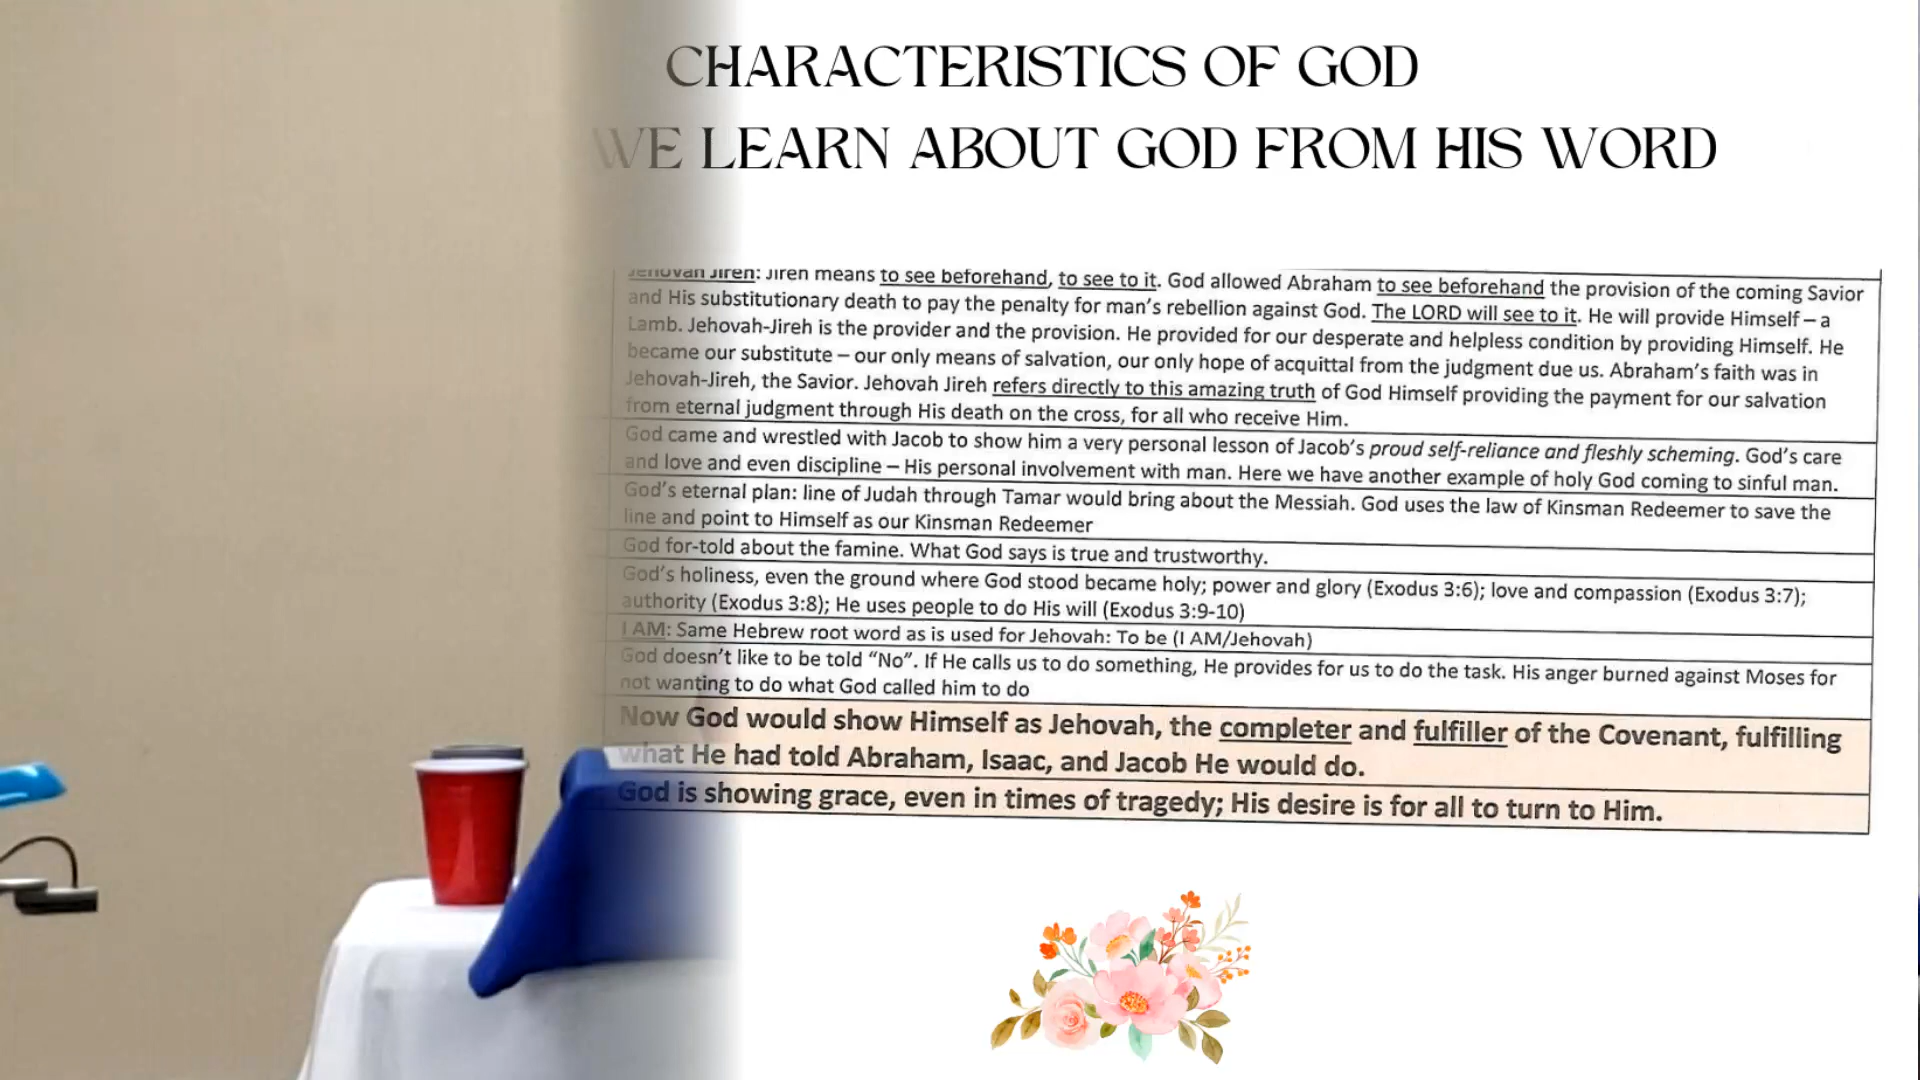 CHARACTERISTICS OF GOD
WE LEARN ABOUT GOD FROM HIS WORD
Jehovah Jireh: Jireh means to see beforehand, to see to it. God allowed Abraham to see beforehand the provision of the coming Savior
and His substitutionary death to pay the penalty for man's rebellion against God. The LORD will see to it. He will provide Himself – a
Lamb. Jehovah-Jireh is the provider and the provision. He provided for our desperate and helpless condition by providing Himself. He
became our substitute – our only means of salvation, our only hope of acquittal from the judgment due us. Abraham's faith was in
Jehovah-Jireh, the Savior. Jehovah Jireh refers directly to this amazing truth of God Himself providing the payment for our salvation
from eternal judgment through His death on the cross, for all who receive Him.
God came and wrestled with Jacob to show him a very personal lesson of Jacob's proud self-reliance and fleshly scheming. God's care
and love and even discipline – His personal involvement with man. Here we have another example of holy God coming to sinful man.
God's eternal plan: line of Judah through Tamar would bring about the Messiah. God uses the law of Kinsman Redeemer to save the
line and point to Himself as our Kinsman Redeemer
God for-told about the famine. What God says is true and trustworthy.
God's holiness, even the ground where God stood became holy; power and glory (Exodus 3:6); love and compassion (Exodus 3:7);
authority (Exodus 3:8); He uses people to do His will (Exodus 3:9-10)
I AM: Same Hebrew root word as is used for Jehovah: To be (I AM/Jehovah)
God doesn't like to be told “No”. If He calls us to do something, He provides for us to do the task. His anger burned against Moses for
not wanting to do what God called him to do
Now God would show Himself as Jehovah, the completer and fulfiller of the Covenant, fulfilling
what He had told Abraham, Isaac, and Jacob He would do.
God is showing grace, even in times of tragedy; His desire is for all to turn to Him.